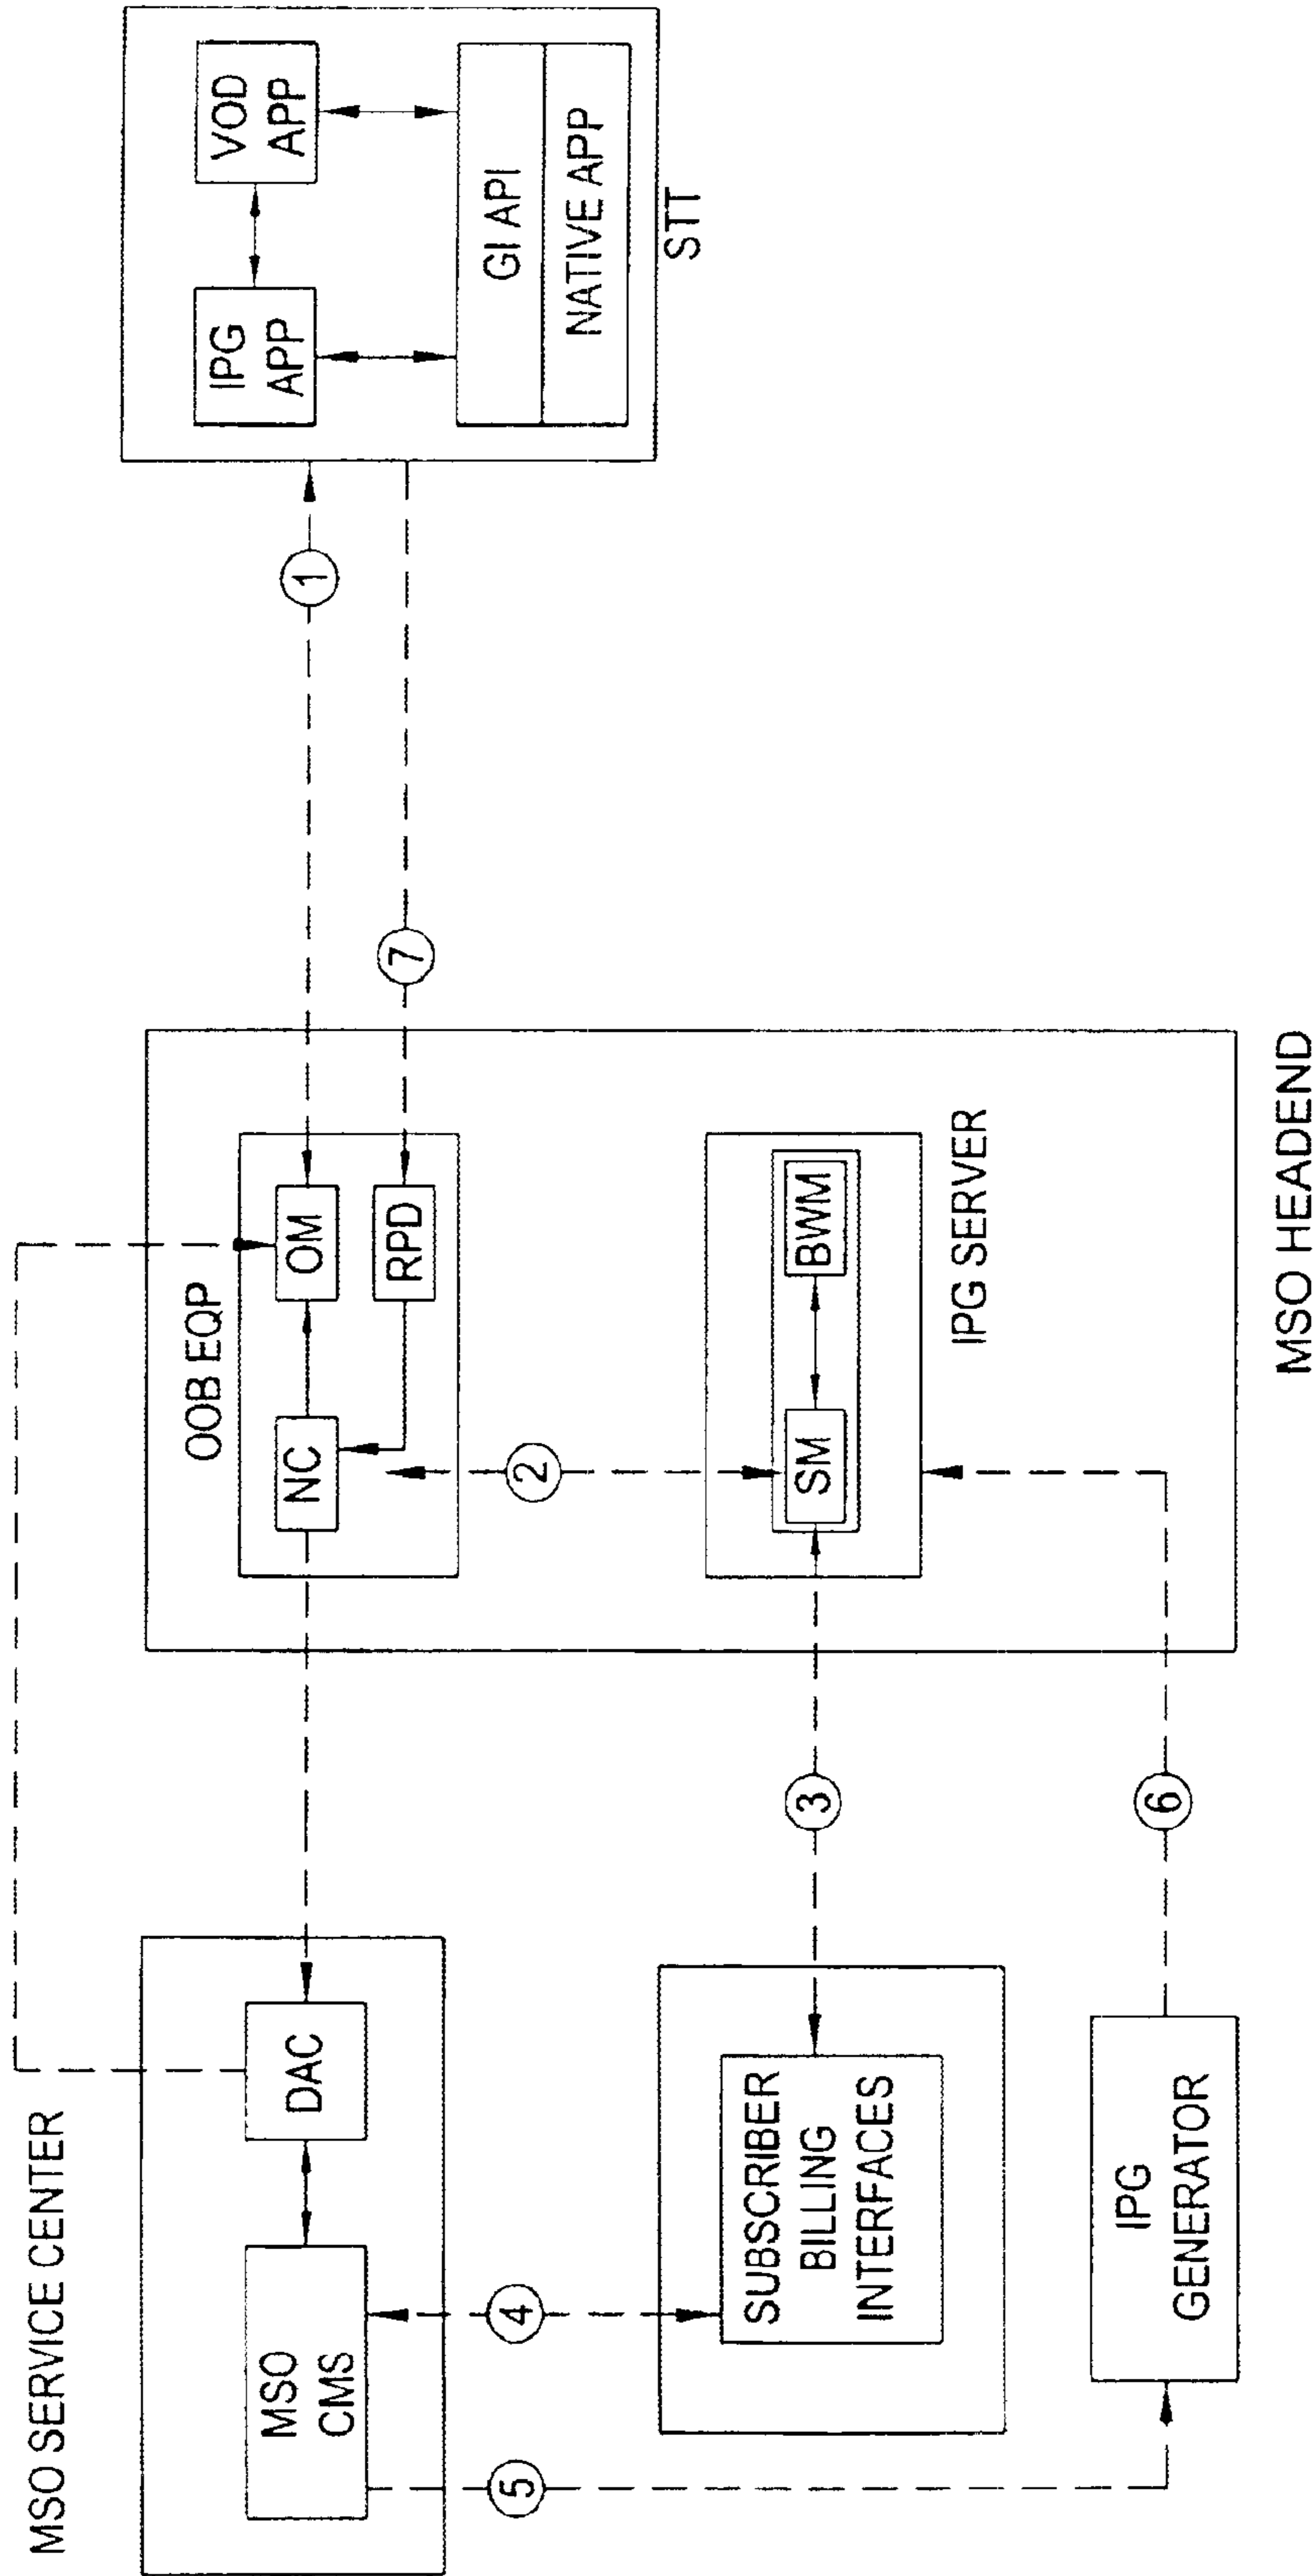 MSO SERVICE CENTER
MSO
CMS
DAC
4
5
SUBSCRIBER
BILLING
INTERFACES
IPG
GENERATOR
3
6
OOB EQP
NC
OM
RPD
2
SM
BWM
IPG SERVER
MSO HEADEND
7
1
IPG
APP
VOD
APP
GI API
NATIVE APP
STT